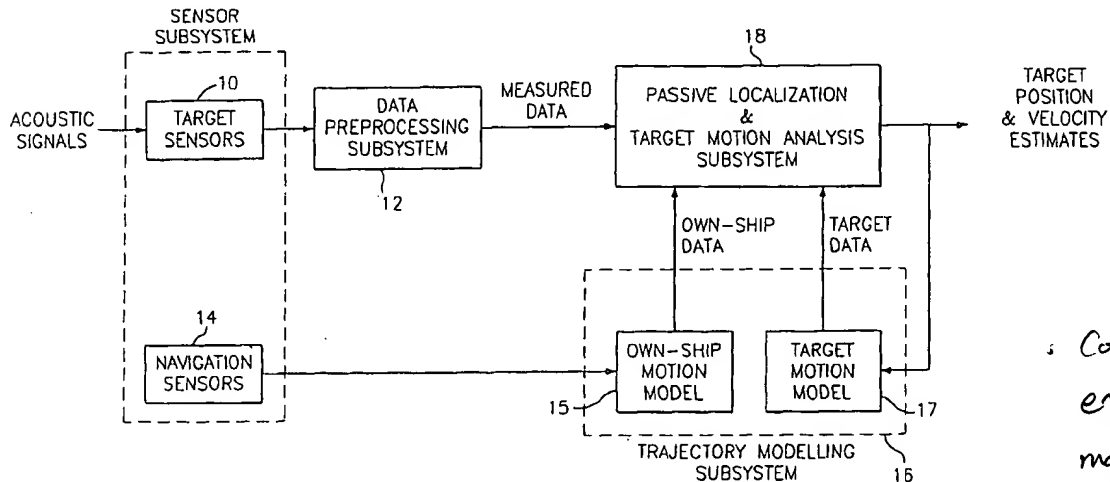 SENSOR
SUBSYSTEM
10
TARGET
SENSORS
ACOUSTIC
SIGNALS
DATA
PREPROCESSING
SUBSYSTEM
12
MEASURED
DATA
18
PASSIVE LOCALIZATION
&
TARGET MOTION ANALYSIS
SUBSYSTEM
TARGET
POSITION
& VELOCITY
ESTIMATES
OWN-SHIP
DATA
TARGET
DATA
14
NAVIGATION
SENSORS
OWN-SHIP
MOTION
MODEL
15
TARGET
MOTION
MODEL
17
TRAJECTORY MODELLING
SUBSYSTEM
16